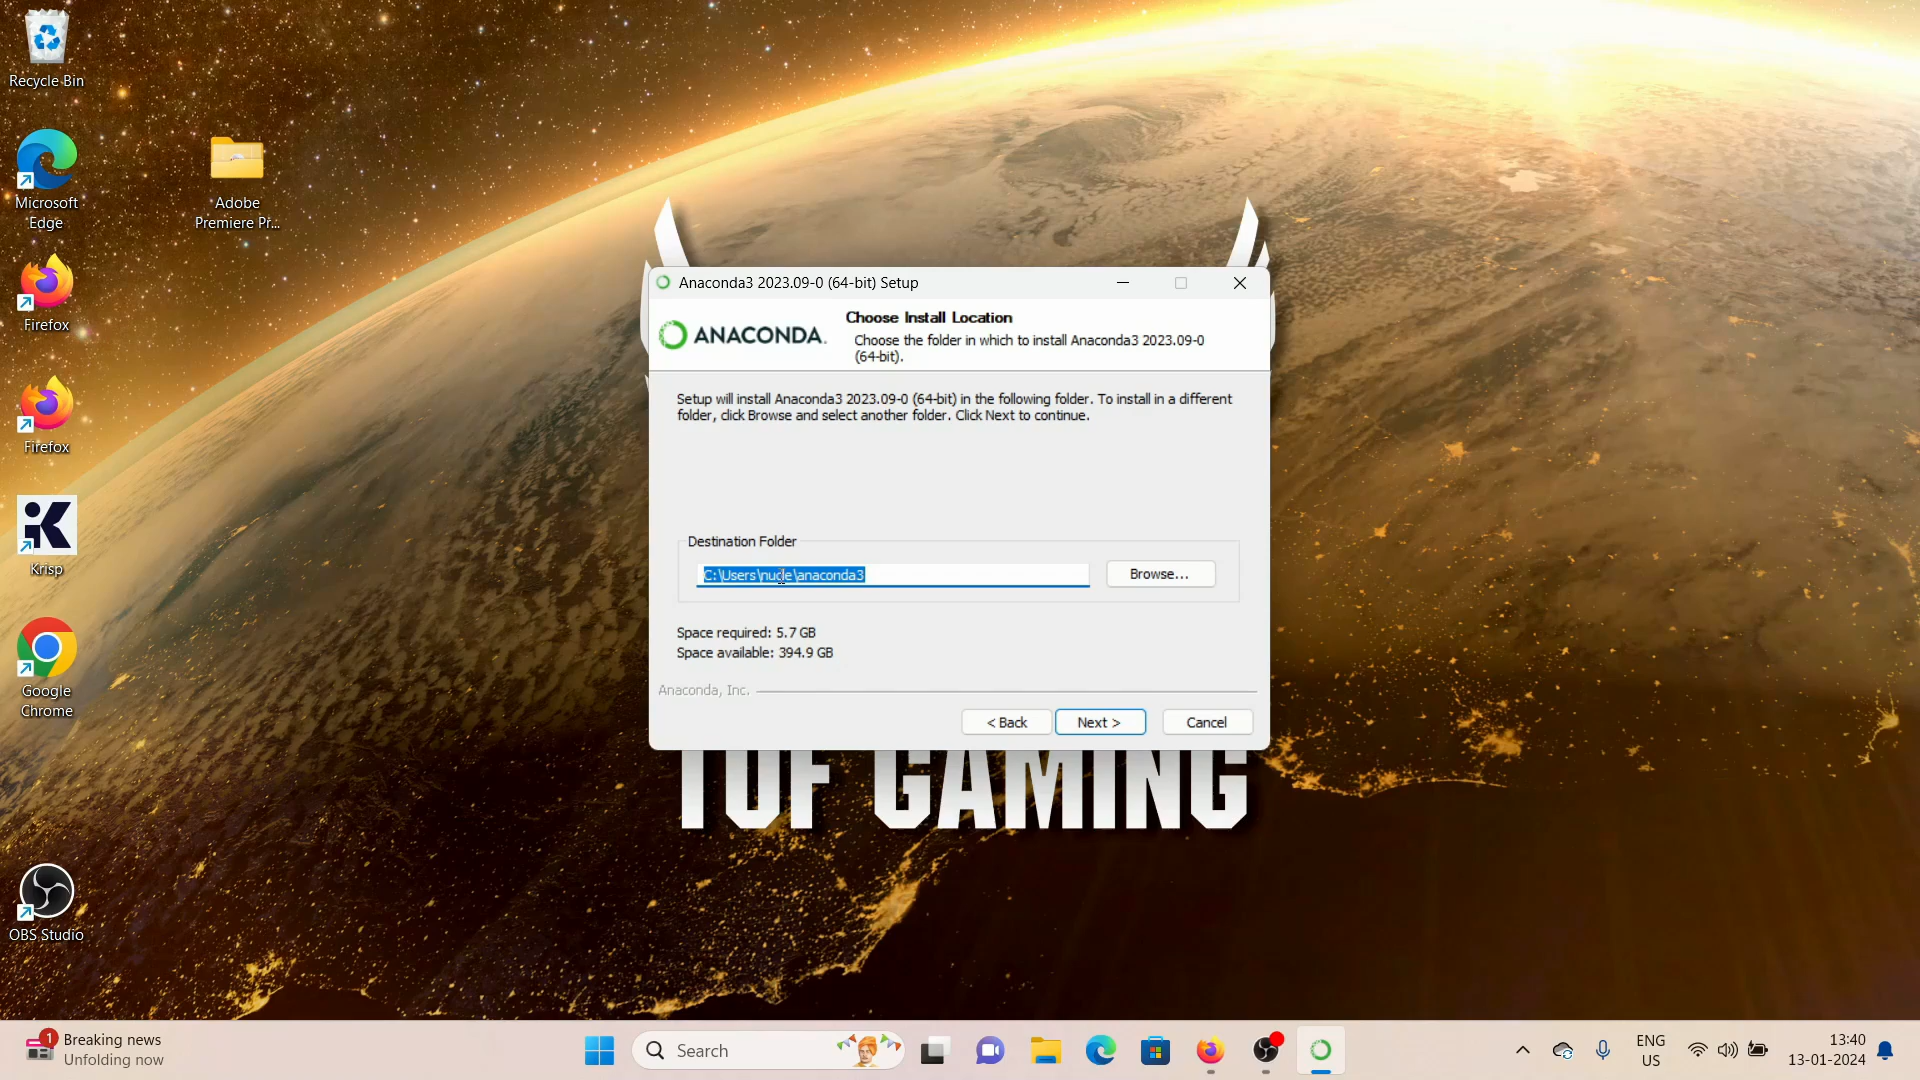 Recycle Bin
Microsoft
Edge
Adobe
Premiere Pr...
Firefox
Firefox
Krisp
Google
Chrome
OBS Studio
Anaconda3 2023.09-0 (64-bit) Setup
ANACONDA.
Choose Install Location
Choose the folder in which to install Anaconda3 2023.09-0
(64-bit).
Setup will install Anaconda3 2023.09-0 (64-bit) in the following folder. To install in a different
folder, click Browse and select another folder. Click Next to continue.
Destination Folder
C:\Users\ \anaconda3
Browse...
Space required: 5.7 GB
Space available: 394.9 GB
Anaconda, Inc.
< Back
Next >
Cancel
TUF GAMING
1
Breaking news
Unfolding now
Search
ENG
US
13:40
13-01-2024